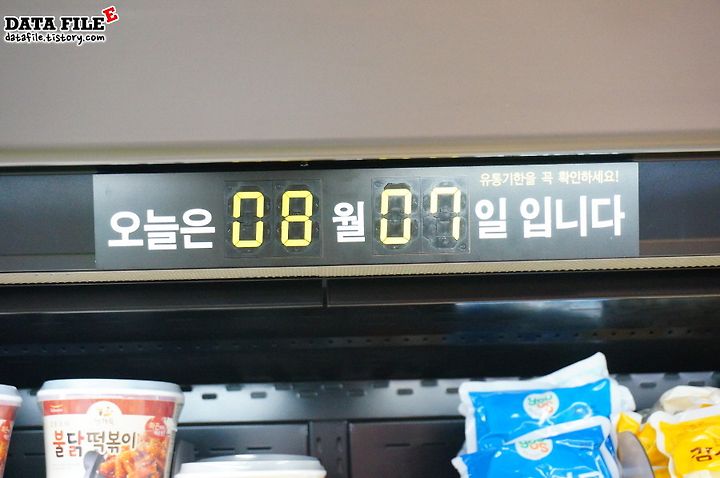 DATA FILE E
datafile.tistory.com
유통기한을 꼭 확인하세요!
오늘은 08 월 07 일 입니다
불닭떡볶이